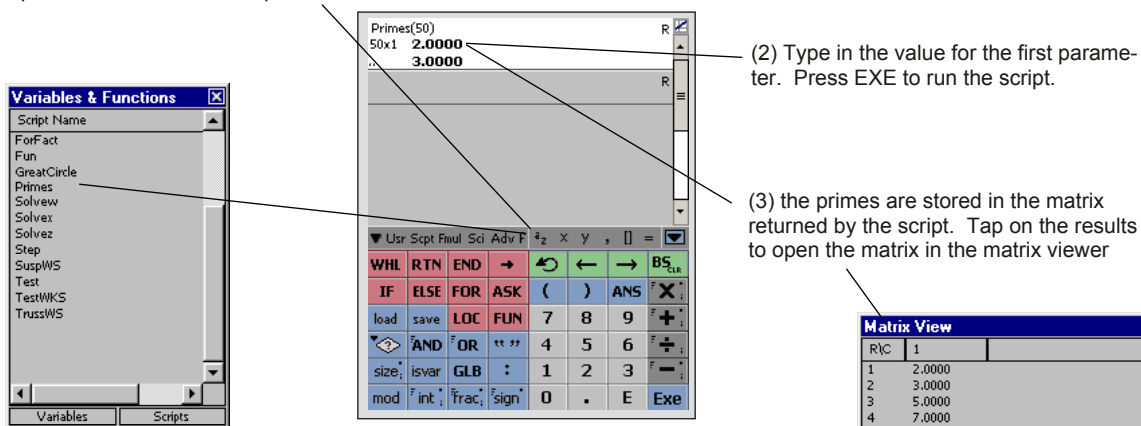 Primes(50)
R
50x1 2.0000
3.0000
R
(2) Type in the value for the first parame-
ter. Press EXE to run the script.
(3) the primes are stored in the matrix
returned by the script. Tap on the results
to open the matrix in the matrix viewer
Variables & Functions
Script Name
ForFact
Fun
GreatCircle
Primes
Solvew
Solvex
Solvez
Step
SuspWS
Test
TestWKS
TrussWS
Variables Scripts
Usr Scpt Fmul Sci Adv F az x y , [] =
WHL RTN END → ← → BS CLR
IF ELSE FOR ASK ( ) ANS X
load save LOC FUN 7 8 9 +
? AND OR “ ” 4 5 6 ÷
size; isvar GLB : 1 2 3 −
mod int; frac; sign 0 . E Exe
Matrix View
R\C 1
1 2.0000
2 3.0000
3 5.0000
4 7.0000